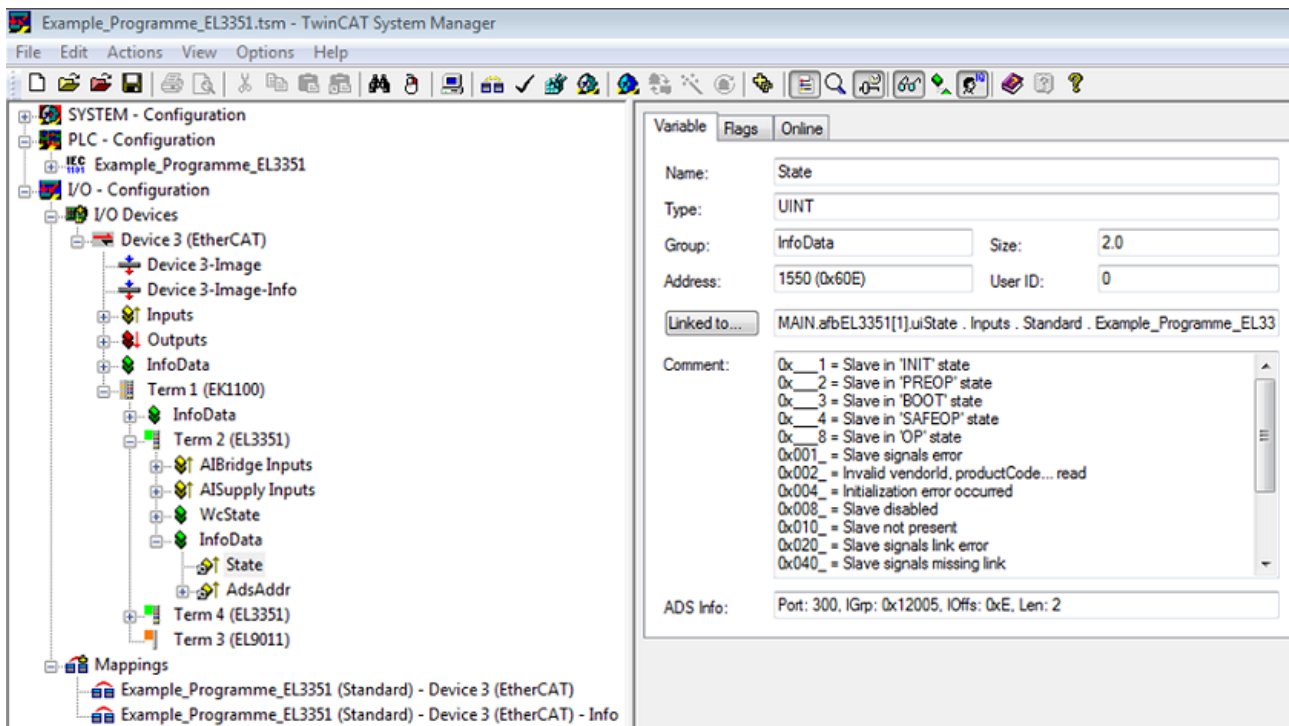 Example_Programme_EL3351.tsm - TwinCAT System Manager
File Edit Actions View Options Help
SYSTEM - Configuration
PLC - Configuration
IEC 1131 Example_Programme_EL3351
I/O - Configuration
I/O Devices
Device 3 (EtherCAT)
Device 3-Image
Device 3-Image-Info
Inputs
Outputs
InfoData
Term 1 (EK1100)
InfoData
Term 2 (EL3351)
AIBridge Inputs
AISupply Inputs
WcState
InfoData
State
AdsAddr
Term 4 (EL3351)
Term 3 (EL9011)
Mappings
Example_Programme_EL3351 (Standard) - Device 3 (EtherCAT)
Example_Programme_EL3351 (Standard) - Device 3 (EtherCAT) - Info
Variable Flags Online
Name: State
Type: UINT
Group: InfoData Size: 2.0
Address: 1550 (0x60E) User ID: 0
Linked to... MAIN.afbEL3351[1].uiState . Inputs . Standard . Example_Programme_EL33
Comment: 0x___1 = Slave in 'INIT' state
0x___2 = Slave in 'PREOP' state
0x___3 = Slave in 'BOOT' state
0x___4 = Slave in 'SAFEOP' state
0x___8 = Slave in 'OP' state
0x001_ = Slave signals error
0x002_ = Invalid vendorId, productCode... read
0x004_ = Initialization error occurred
0x008_ = Slave disabled
0x010_ = Slave not present
0x020_ = Slave signals link error
0x040_ = Slave signals missing link
ADS Info: Port: 300, IGrp: 0x12005, IOffs: 0xE, Len: 2